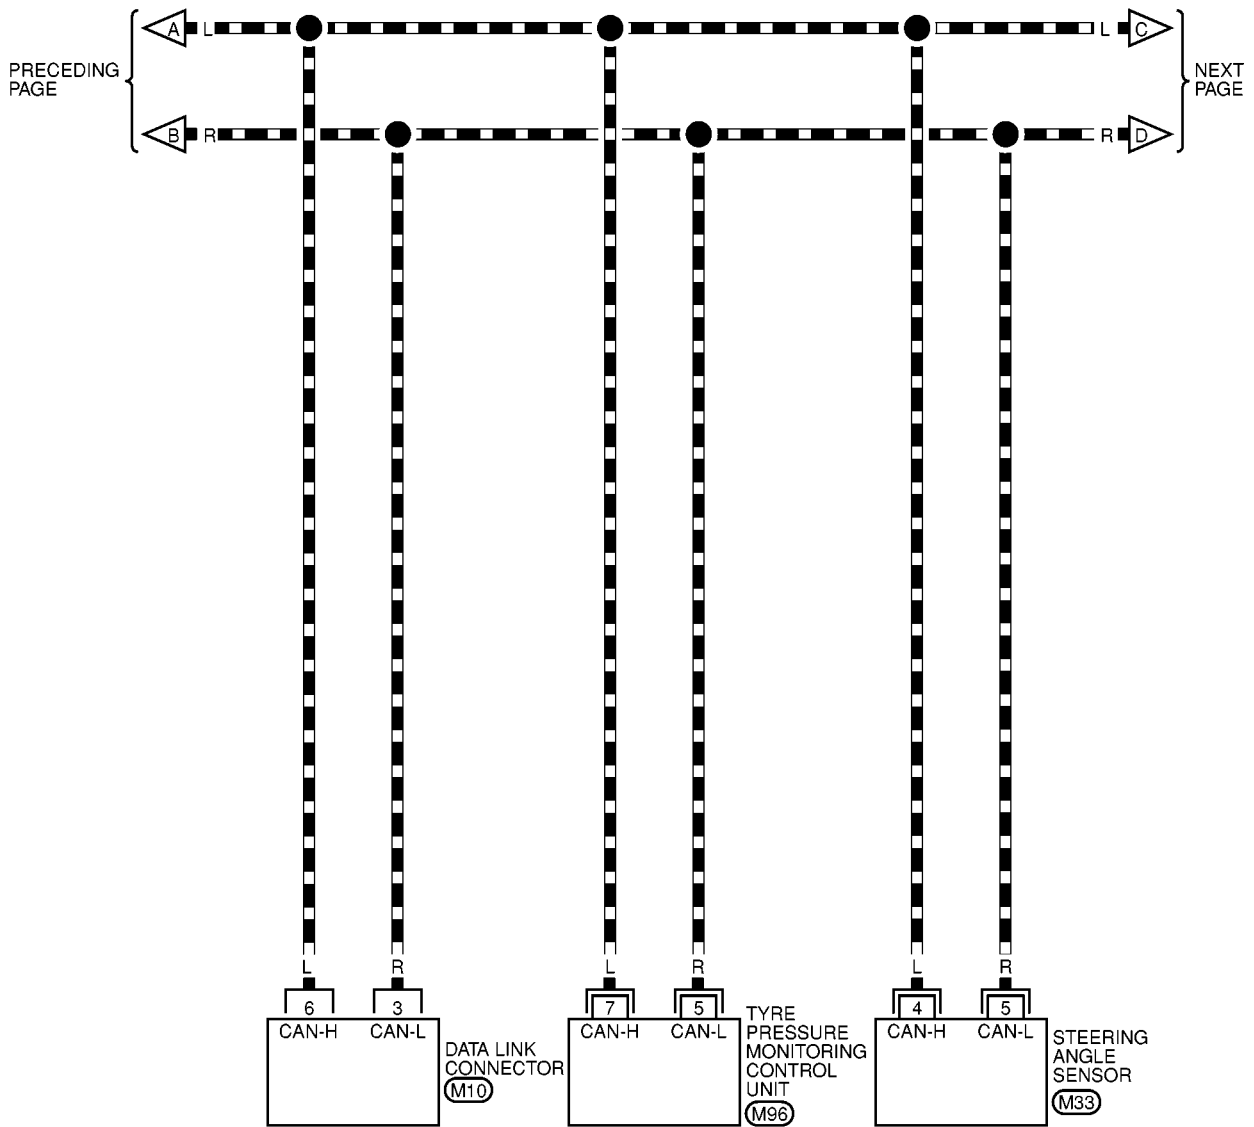 A L L C
PRECEDING
PAGE
NEXT
PAGE
B R R D
L R L R L R
6 3 7 5 4 5
CAN-H CAN-L CAN-H CAN-L CAN-H CAN-L
DATA LINK
CONNECTOR
M10
TYRE
PRESSURE
MONITORING
CONTROL
UNIT
M96
STEERING
ANGLE
SENSOR
M33